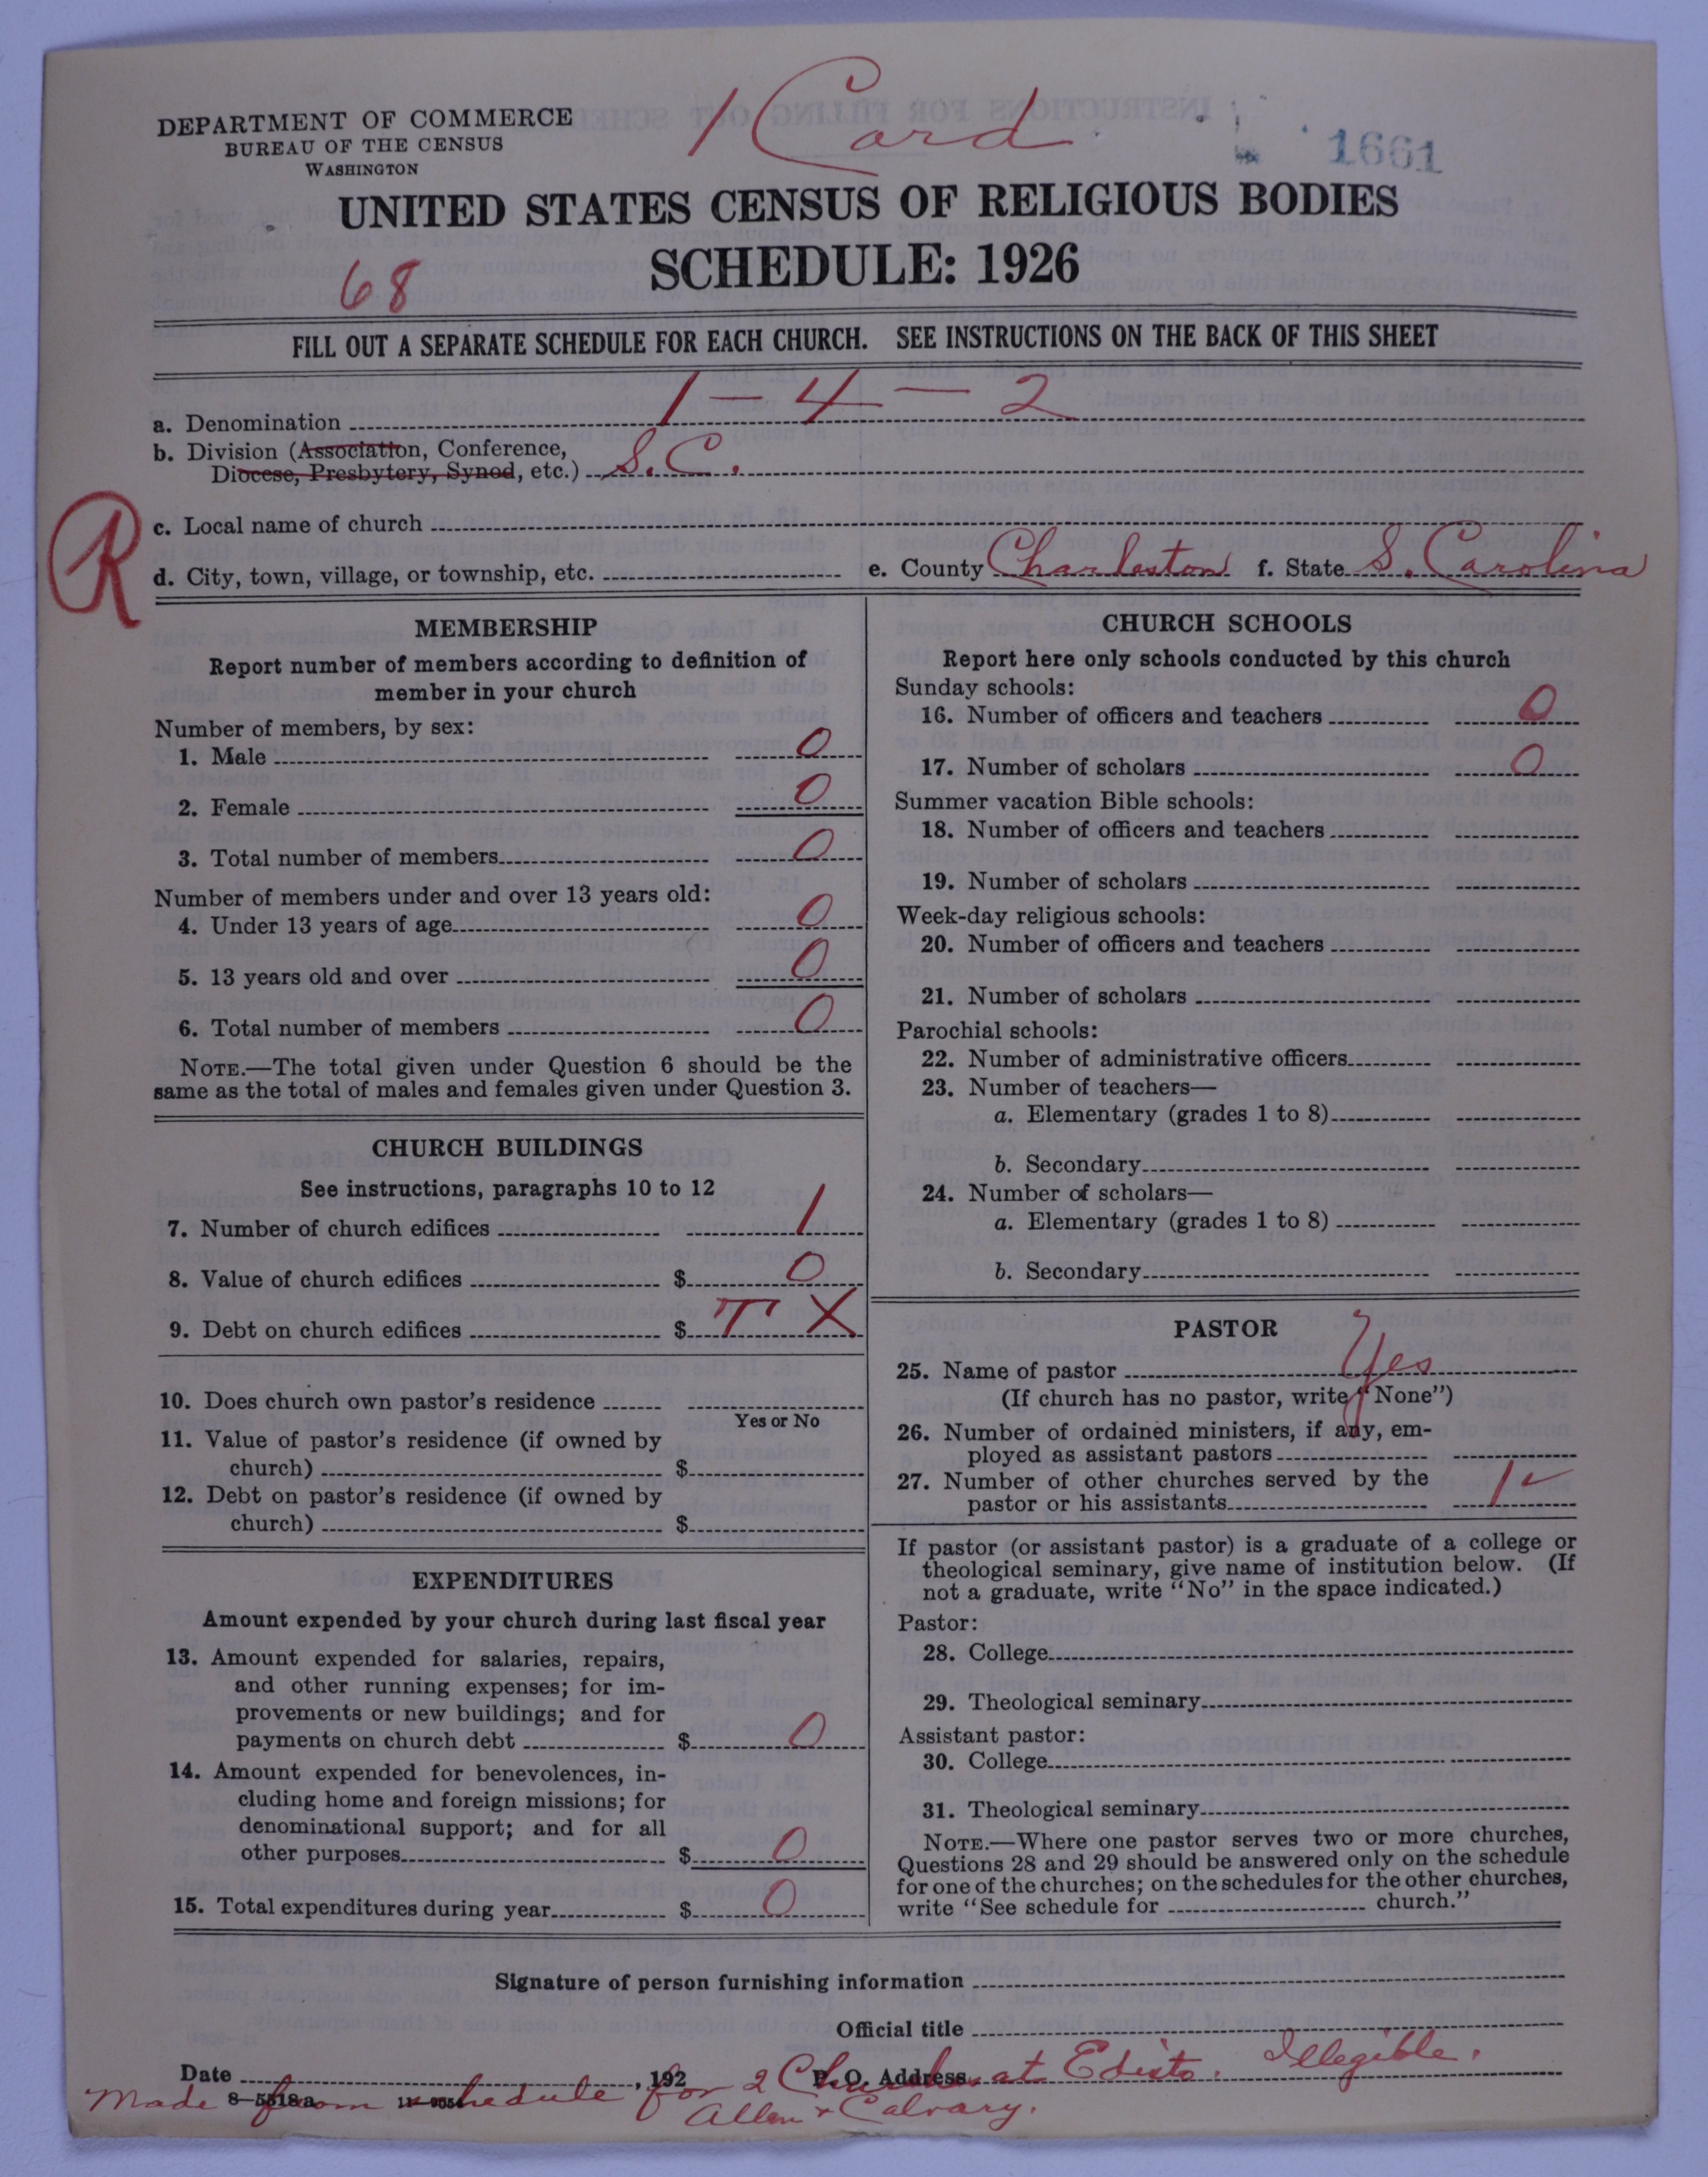 1 Card
1661
DEPARTMENT OF COMMERCE
BUREAU OF THE CENSUS
WASHINGTON
UNITED STATES CENSUS OF RELIGIOUS BODIES
SCHEDULE: 1926
68
FILL OUT A SEPARATE SCHEDULE FOR EACH CHURCH. SEE INSTRUCTIONS ON THE BACK OF THIS SHEET
a. Denomination 1 - 4 - 2
b. Division (Association, Conference,
Diocese, Presbytery, Synod, etc.) S.C.
R
c. Local name of church
d. City, town, village, or township, etc. e. County Charleston f. State S. Carolina
MEMBERSHIP
Report number of members according to definition of
member in your church
Number of members, by sex:
1. Male 0
2. Female 0
3. Total number of members 0
Number of members under and over 13 years old:
4. Under 13 years of age 0
5. 13 years old and over 0
6. Total number of members 0
NOTE.—The total given under Question 6 should be the
same as the total of males and females given under Question 3.
CHURCH BUILDINGS
See instructions, paragraphs 10 to 12
7. Number of church edifices 1
8. Value of church edifices $ 0
9. Debt on church edifices $ T X
10. Does church own pastor's residence
Yes or No
11. Value of pastor's residence (if owned by
church) $
12. Debt on pastor's residence (if owned by
church) $
EXPENDITURES
Amount expended by your church during last fiscal year
13. Amount expended for salaries, repairs,
and other running expenses; for im-
provements or new buildings; and for
payments on church debt $ 0
14. Amount expended for benevolences, in-
cluding home and foreign missions; for
denominational support; and for all
other purposes $ 0
15. Total expenditures during year $ 0
CHURCH SCHOOLS
Report here only schools conducted by this church
Sunday schools:
16. Number of officers and teachers 0
17. Number of scholars 0
Summer vacation Bible schools:
18. Number of officers and teachers
19. Number of scholars
Week-day religious schools:
20. Number of officers and teachers
21. Number of scholars
Parochial schools:
22. Number of administrative officers
23. Number of teachers—
a. Elementary (grades 1 to 8)
b. Secondary
24. Number of scholars—
a. Elementary (grades 1 to 8)
b. Secondary
PASTOR
25. Name of pastor Yes
(If church has no pastor, write "None")
26. Number of ordained ministers, if any, em-
ployed as assistant pastors
27. Number of other churches served by the
pastor or his assistants 1 ✓
If pastor (or assistant pastor) is a graduate of a college or
theological seminary, give name of institution below. (If
not a graduate, write "No" in the space indicated.)
Pastor:
28. College
29. Theological seminary
Assistant pastor:
30. College
31. Theological seminary
NOTE.—Where one pastor serves two or more churches,
Questions 28 and 29 should be answered only on the schedule
for one of the churches; on the schedules for the other churches,
write "See schedule for church."
Signature of person furnishing information
Official title
Date , 192 P. O. Address
8-5518a
Made from schedule for 2 Churches at Edisto. Illegible.
Allen & Calvary.